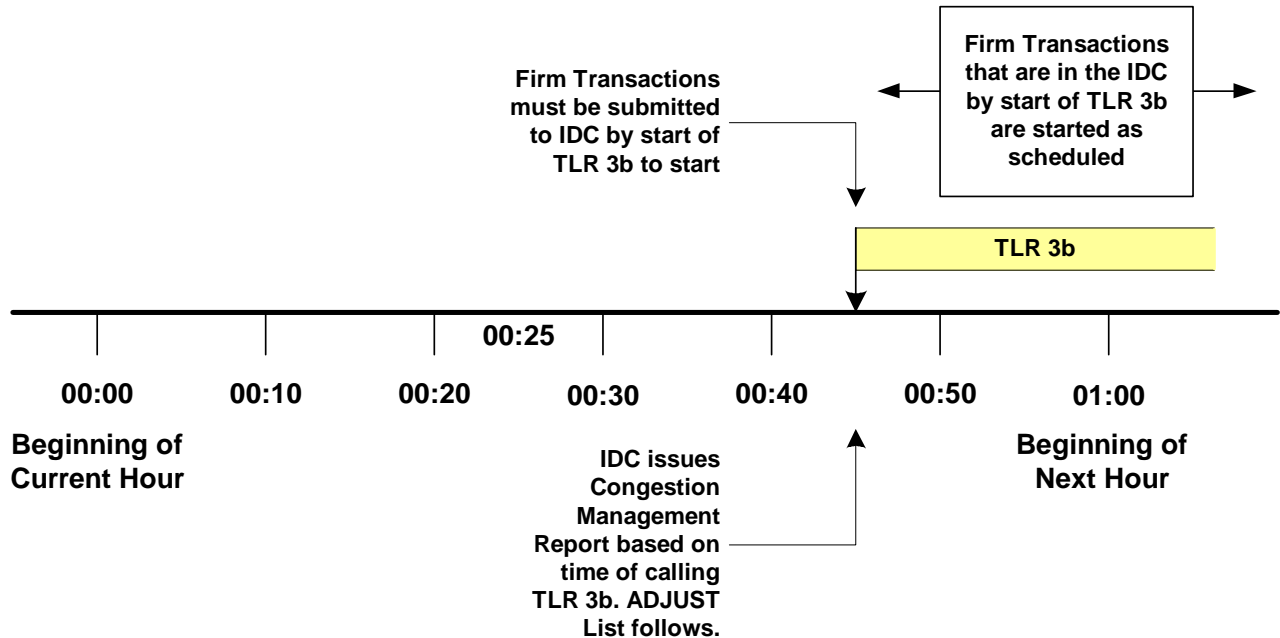 Firm Transactions
must be submitted
to IDC by start of
TLR 3b to start
Firm Transactions
that are in the IDC
by start of TLR 3b
are started as
scheduled
TLR 3b
00:25
00:00
00:10
00:20
00:30
00:40
00:50
01:00
Beginning of
Current Hour
IDC issues
Congestion
Management
Report based on
time of calling
TLR 3b. ADJUST
List follows.
Beginning of
Next Hour